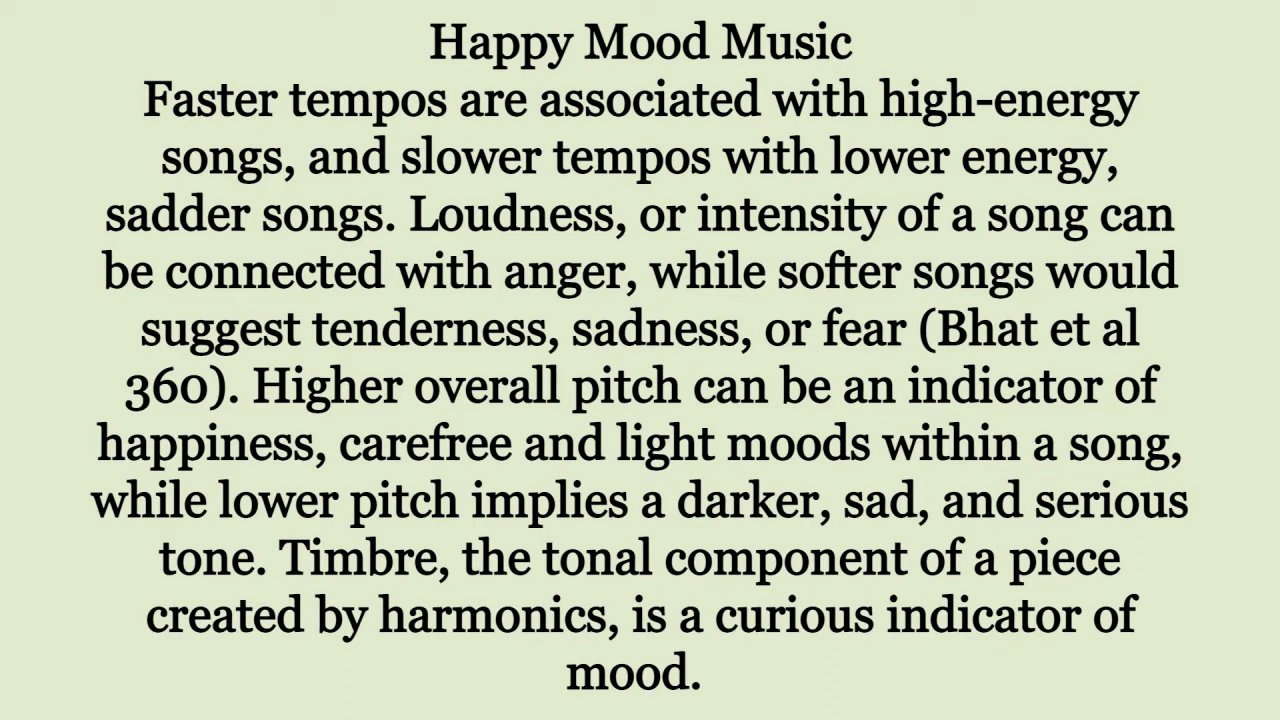 Happy Mood Music
Faster tempos are associated with high-energy
songs, and slower tempos with lower energy,
sadder songs. Loudness, or intensity of a song can
be connected with anger, while softer songs would
suggest tenderness, sadness, or fear (Bhat et al
360). Higher overall pitch can be an indicator of
happiness, carefree and light moods within a song,
while lower pitch implies a darker, sad, and serious
tone. Timbre, the tonal component of a piece
created by harmonics, is a curious indicator of
mood.